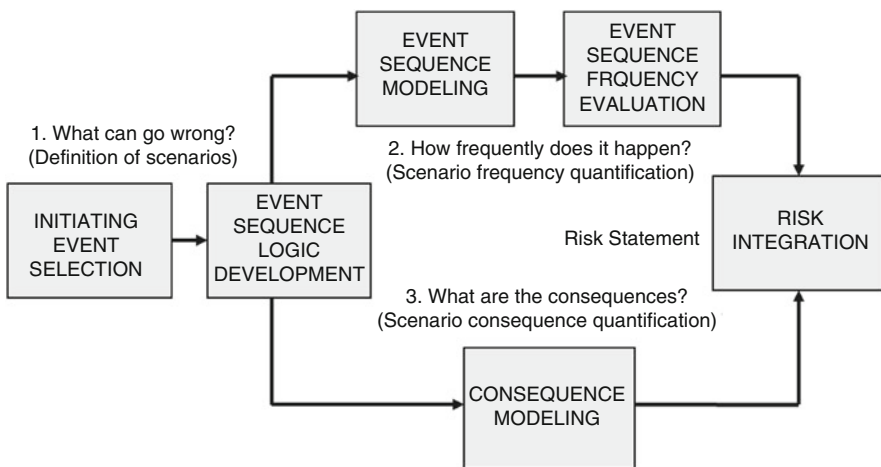 EVENT
SEQUENCE
MODELING
EVENT
SEQUENCE
FRQUENCY
EVALUATION
1. What can go wrong?
(Definition of scenarios)
2. How frequently does it happen?
(Scenario frequency quantification)
INITIATING
EVENT
SELECTION
EVENT
SEQUENCE
LOGIC
DEVELOPMENT
Risk Statement
RISK
INTEGRATION
3. What are the consequences?
(Scenario consequence quantification)
CONSEQUENCE
MODELING